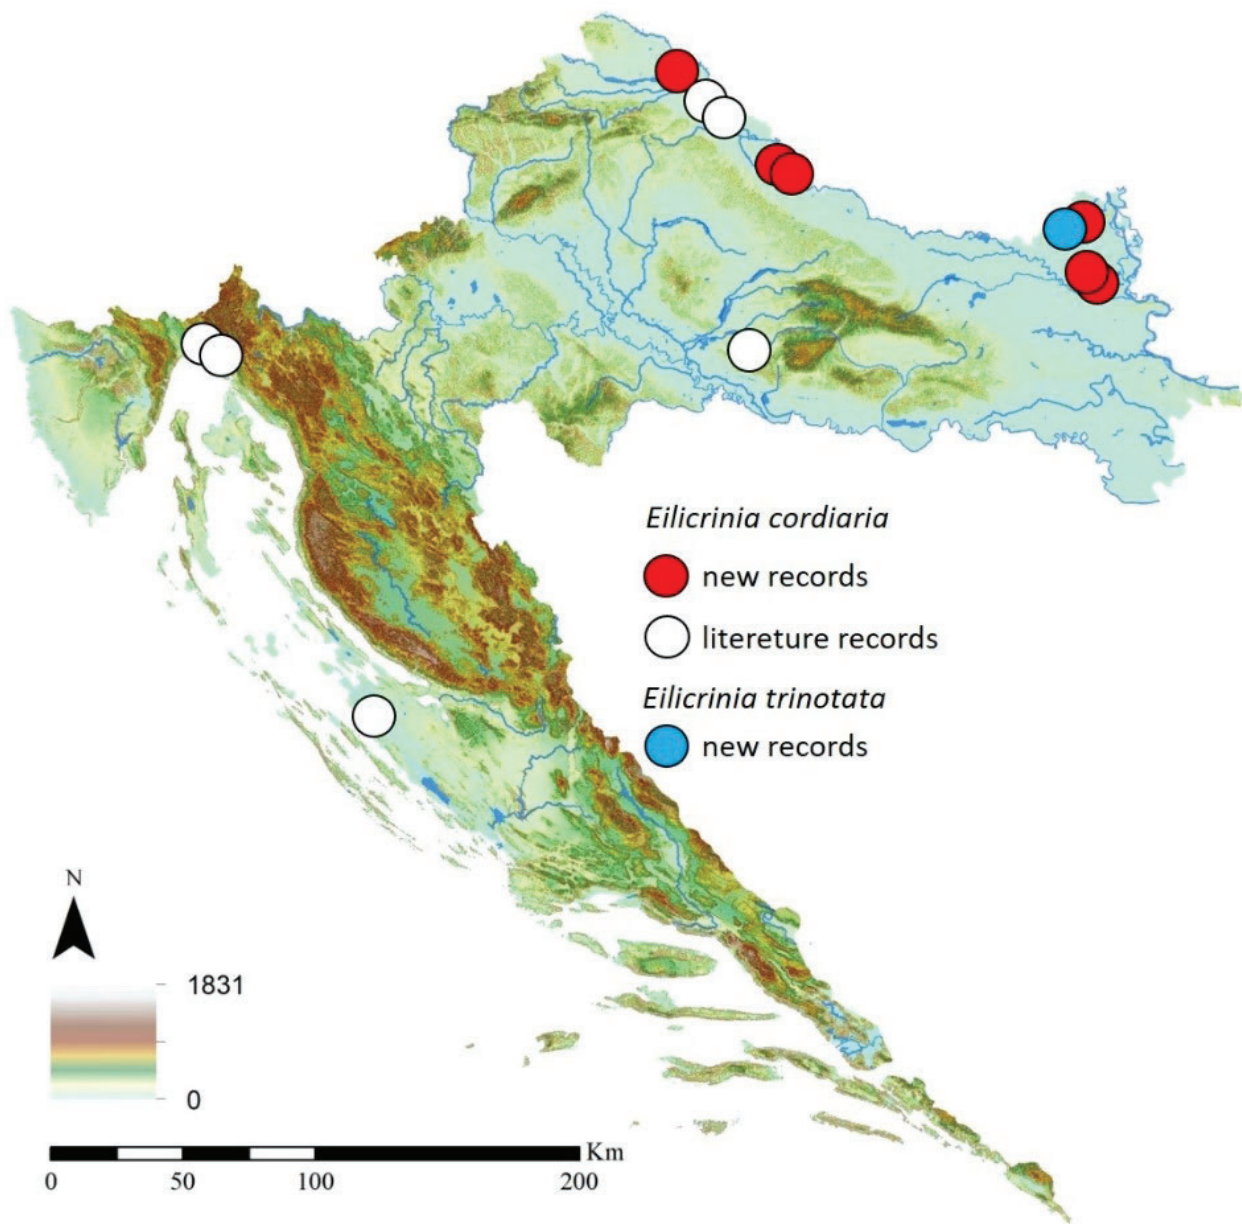 Eilicrinia cordiaria
new records
litereture records
Eilicrinia trinotata
new records
N
1831
0
Km
0 50 100 200